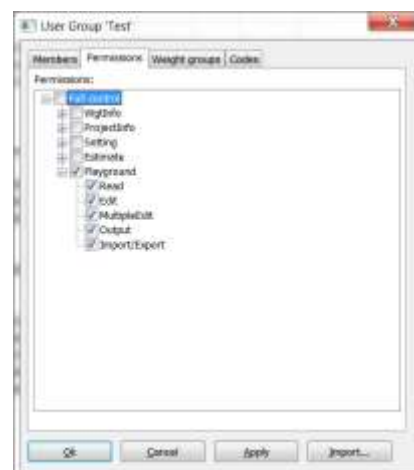 User Group 'Test'
Members Permissions Weight groups Codes
Permissions:
Full control
WgtInfo
ProjectInfo
Setting
Estimate
Playground
Read
Edit
MultipleEdit
Output
Import/Export
Ok Cancel Apply Import...